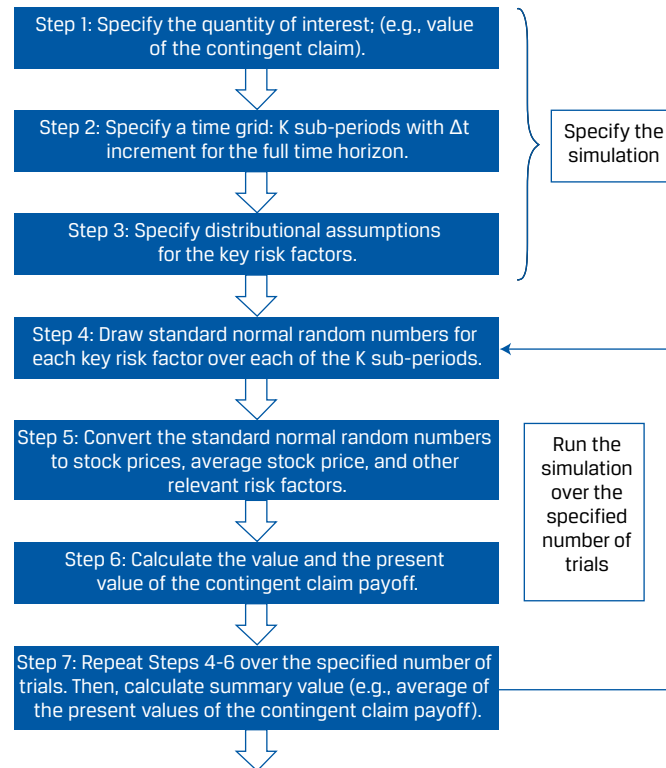 Step 1: Specify the quantity of interest; (e.g., value
of the contingent claim).
Step 2: Specify a time grid: K sub-periods with Δt
increment for the full time horizon.
Specify the
simulation
Step 3: Specify distributional assumptions
for the key risk factors.
Step 4: Draw standard normal random numbers for
each key risk factor over each of the K sub-periods.
Step 5: Convert the standard normal random numbers
to stock prices, average stock price, and other
relevant risk factors.
Run the
simulation
over the
specified
number of
trials
Step 6: Calculate the value and the present
value of the contingent claim payoff.
Step 7: Repeat Steps 4-6 over the specified number of
trials. Then, calculate summary value (e.g., average of
the present values of the contingent claim payoff).